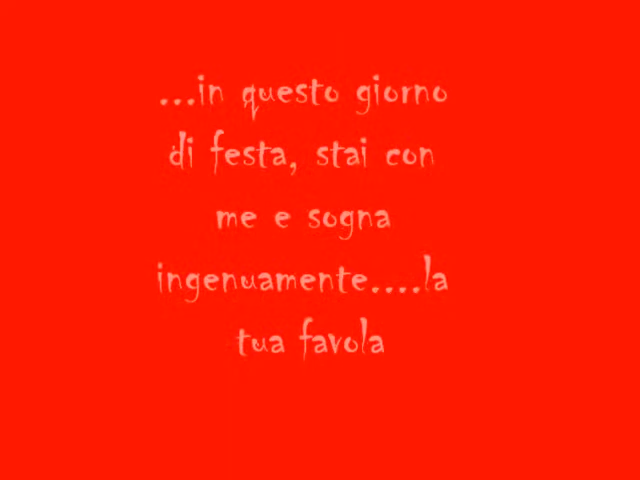 ...in questo giorno
di festa, stai con
me e sogna
ingenuamente....la
tua favola